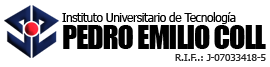 Instituto Universitario de Tecnología
PEDRO EMILIO COLL
R.I.F..: J-07033418-5